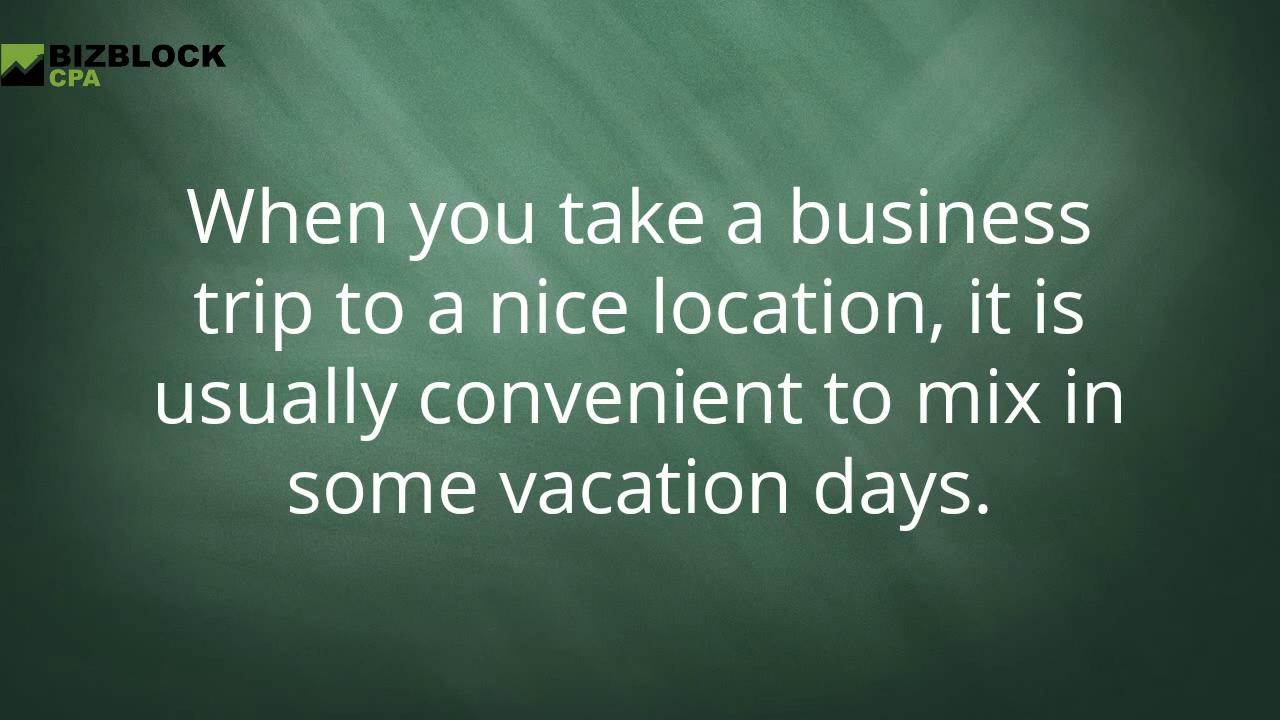 BIZBLOCK
CPA
When you take a business
trip to a nice location, it is
usually convenient to mix in
some vacation days.